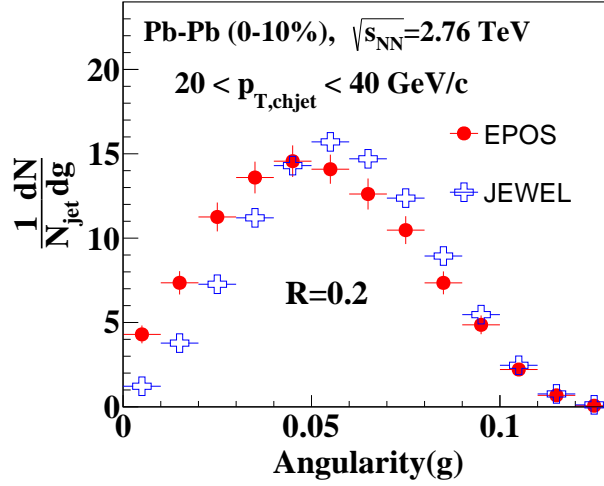 Pb-Pb (0-10%), √s_NN=2.76 TeV
20 < p_T,chjet < 40 GeV/c
EPOS
JEWEL
R=0.2
1 dN
N_jet dg
20
15
10
5
0
0 0.05 0.1
Angularity(g)